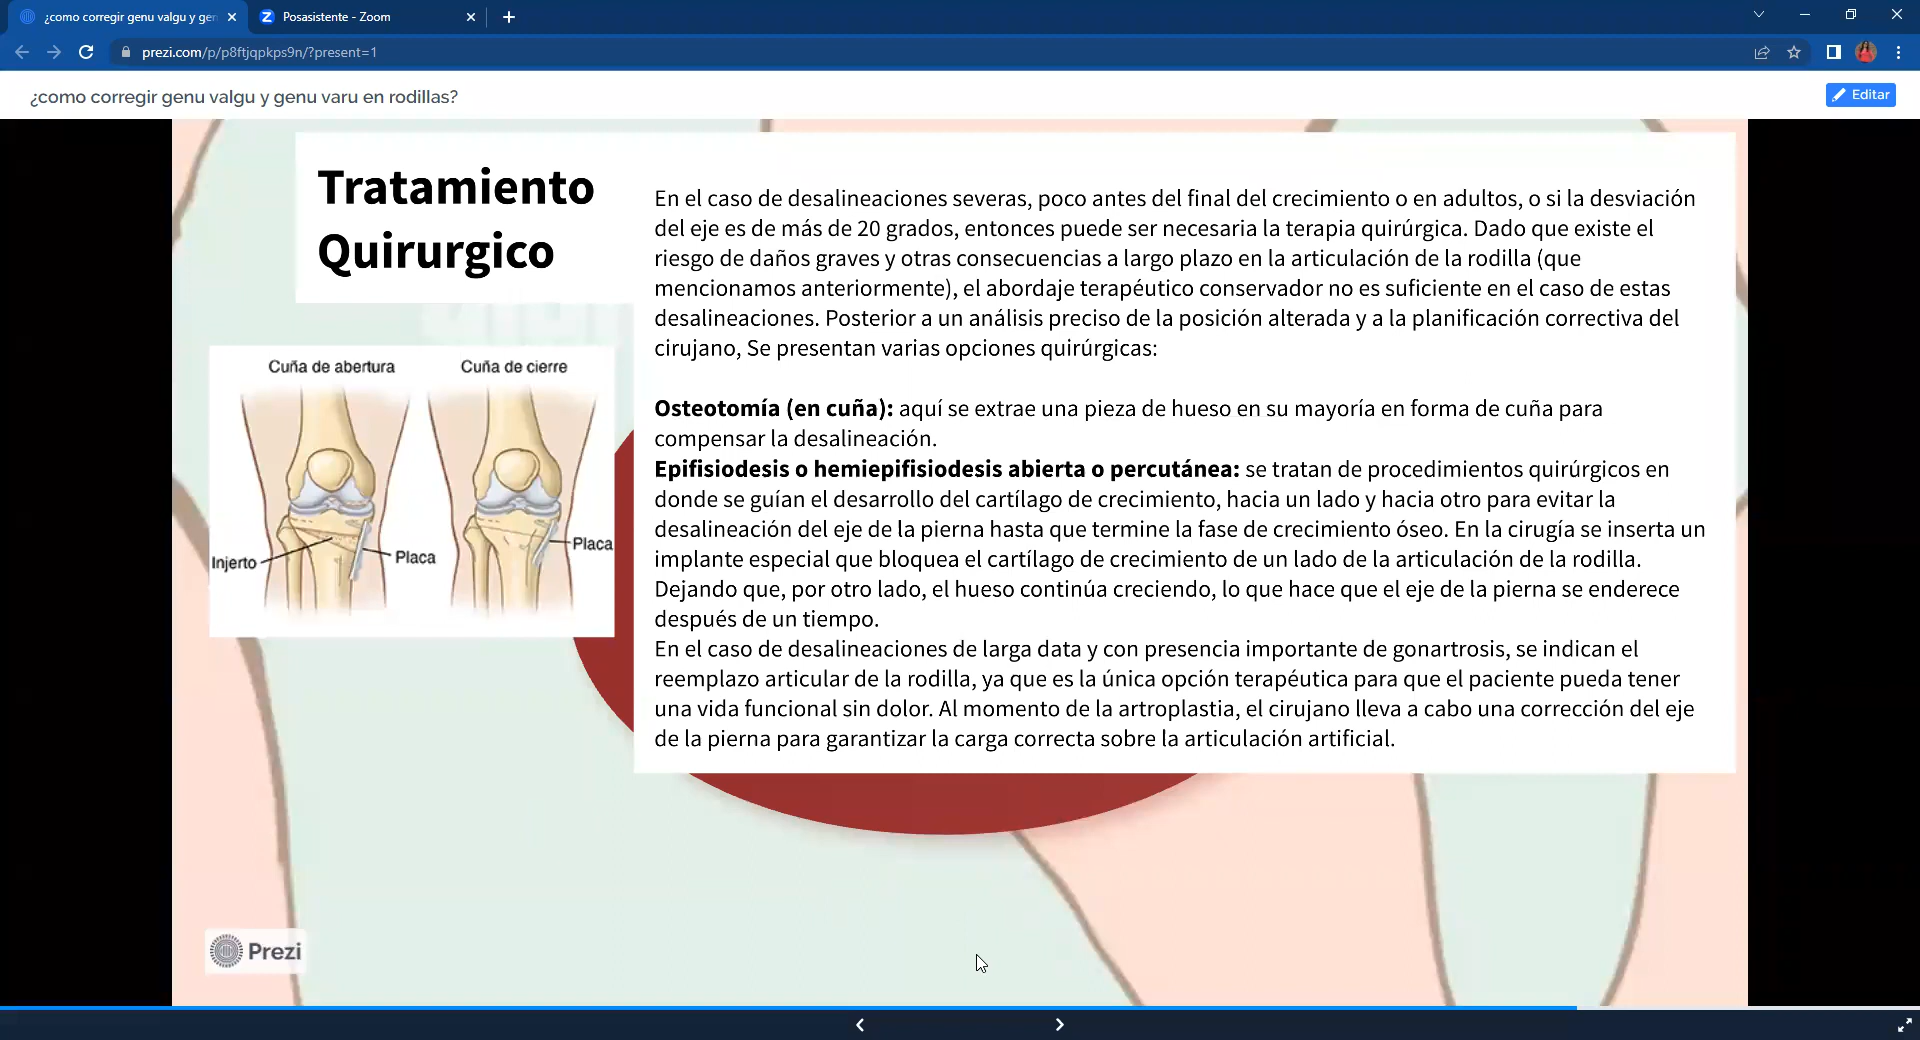 ¿como corregir genu valgu y ger
Posasistente - Zoom
prezi.com/p/p8ftjqpkps9n/?present=1
¿como corregir genu valgu y genu varu en rodillas?
Editar
Tratamiento
Quirurgico
Cuña de abertura
Cuña de cierre
Injerto
Placa
Placa
En el caso de desalineaciones severas, poco antes del final del crecimiento o en adultos, o si la desviación
del eje es de más de 20 grados, entonces puede ser necesaria la terapia quirúrgica. Dado que existe el
riesgo de daños graves y otras consecuencias a largo plazo en la articulación de la rodilla (que
mencionamos anteriormente), el abordaje terapéutico conservador no es suficiente en el caso de estas
desalineaciones. Posterior a un análisis preciso de la posición alterada y a la planificación correctiva del
cirujano, Se presentan varias opciones quirúrgicas:
Osteotomía (en cuña): aquí se extrae una pieza de hueso en su mayoría en forma de cuña para
compensar la desalineación.
Epifisiodesis o hemiepifisiodesis abierta o percutánea: se tratan de procedimientos quirúrgicos en
donde se guían el desarrollo del cartílago de crecimiento, hacia un lado y hacia otro para evitar la
desalineación del eje de la pierna hasta que termine la fase de crecimiento óseo. En la cirugía se inserta un
implante especial que bloquea el cartílago de crecimiento de un lado de la articulación de la rodilla.
Dejando que, por otro lado, el hueso continúa creciendo, lo que hace que el eje de la pierna se enderece
después de un tiempo.
En el caso de desalineaciones de larga data y con presencia importante de gonartrosis, se indican el
reemplazo articular de la rodilla, ya que es la única opción terapéutica para que el paciente pueda tener
una vida funcional sin dolor. Al momento de la artroplastia, el cirujano lleva a cabo una corrección del eje
de la pierna para garantizar la carga correcta sobre la articulación artificial.
Prezi